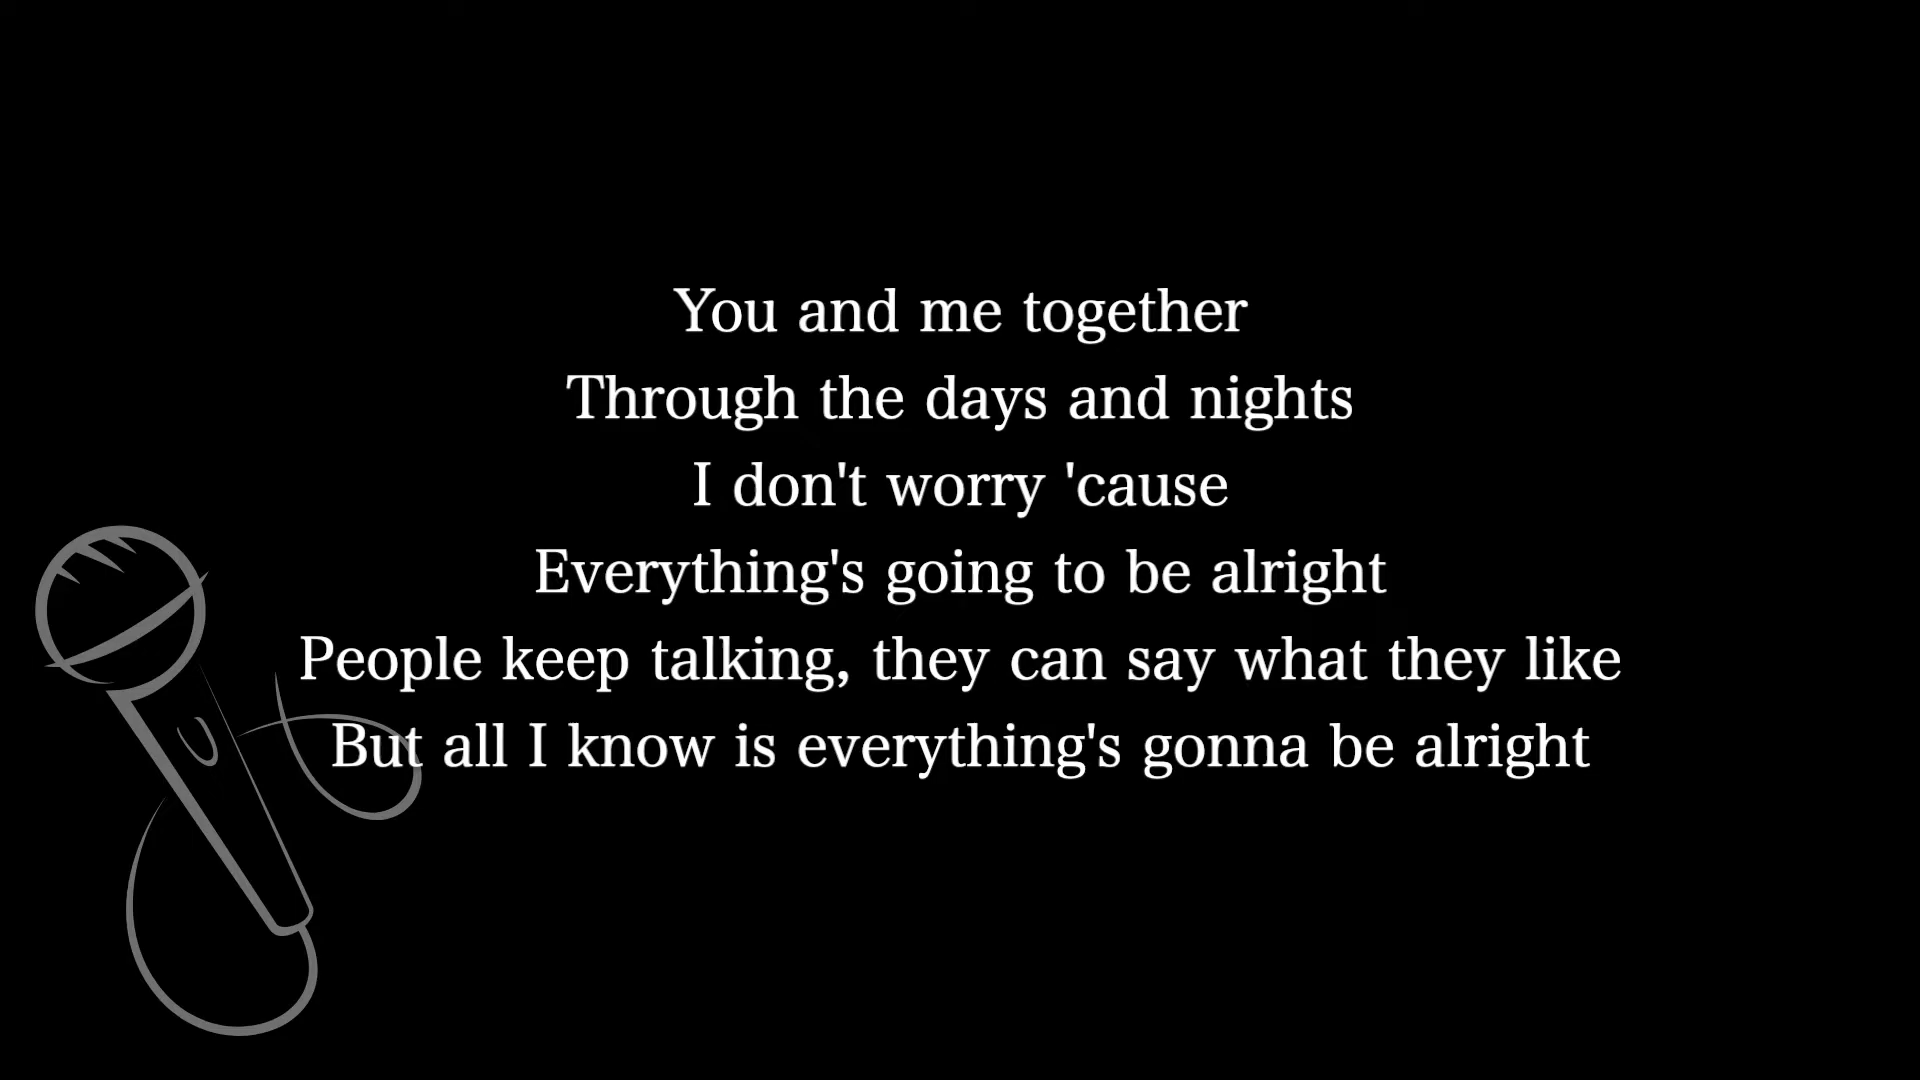 You and me together
Through the days and nights
I don't worry 'cause
Everything's going to be alright
People keep talking, they can say what they like
But all I know is everything's gonna be alright